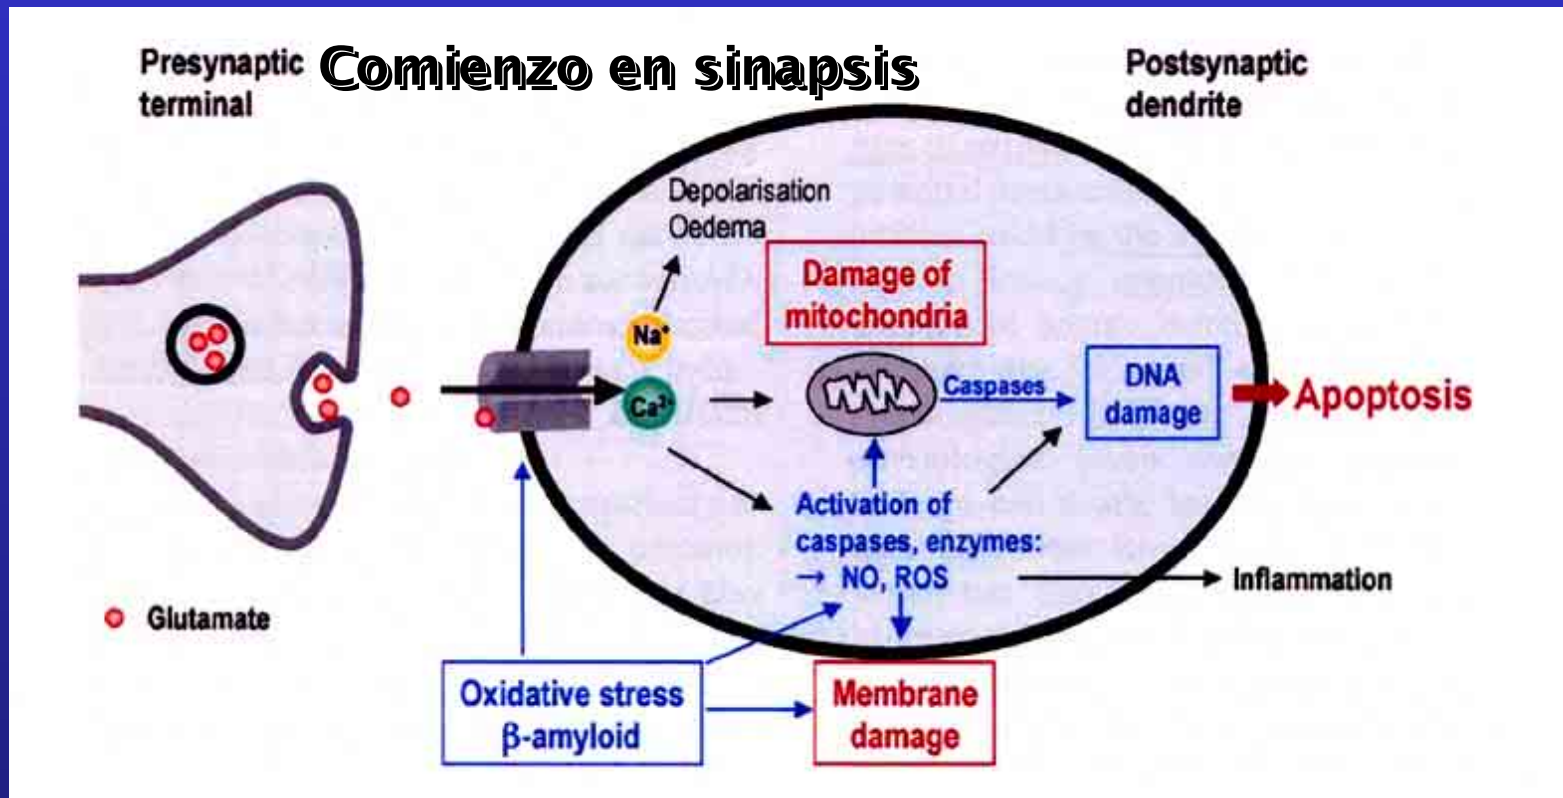 Comienzo en sinapsis
Presynaptic
terminal
Postsynaptic
dendrite
Depolarisation
Oedema
Damage of
mitochondria
Na⁺
Ca²⁺
Caspases
DNA
damage
Apoptosis
Activation of
caspases, enzymes:
→ NO, ROS
Inflammation
Glutamate
Oxidative stress
β-amyloid
Membrane
damage